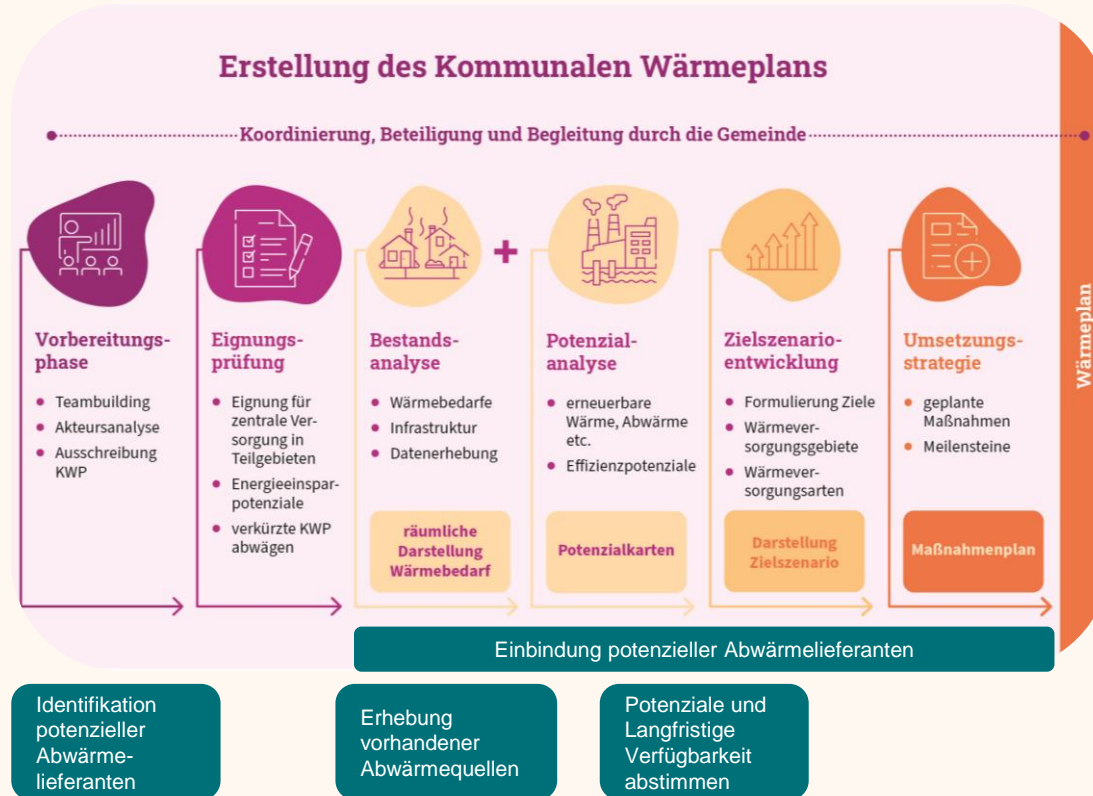 Erstellung des Kommunalen Wärmeplans
Koordinierung, Beteiligung und Begleitung durch die Gemeinde
Vorbereitungs-
phase
• Teambuilding
• Akteursanalyse
• Ausschreibung
KWP
Eignungs-
prüfung
• Eignung für
zentrale Ver-
sorgung in
Teilgebieten
• Energieeinspar-
potenziale
• verkürzte KWP
abwägen
Bestands-
analyse
• Wärmebedarfe
• Infrastruktur
• Datenerhebung
räumliche
Darstellung
Wärmebedarf
+
Potenzial-
analyse
• erneuerbare
Wärme, Abwärme
etc.
• Effizienzpotenziale
Potenzialkarten
Zielszenario-
entwicklung
• Formulierung Ziele
• Wärmever-
sorgungsgebiete
• Wärmever-
sorgungsarten
Darstellung
Zielszenario
Umsetzungs-
strategie
• geplante
Maßnahmen
• Meilensteine
Maßnahmenplan
Wärmeplan
Einbindung potenzieller Abwärmelieferanten
Identifikation
potenzieller
Abwärme-
lieferanten
Erhebung
vorhandener
Abwärmequellen
Potenziale und
Langfristige
Verfügbarkeit
abstimmen